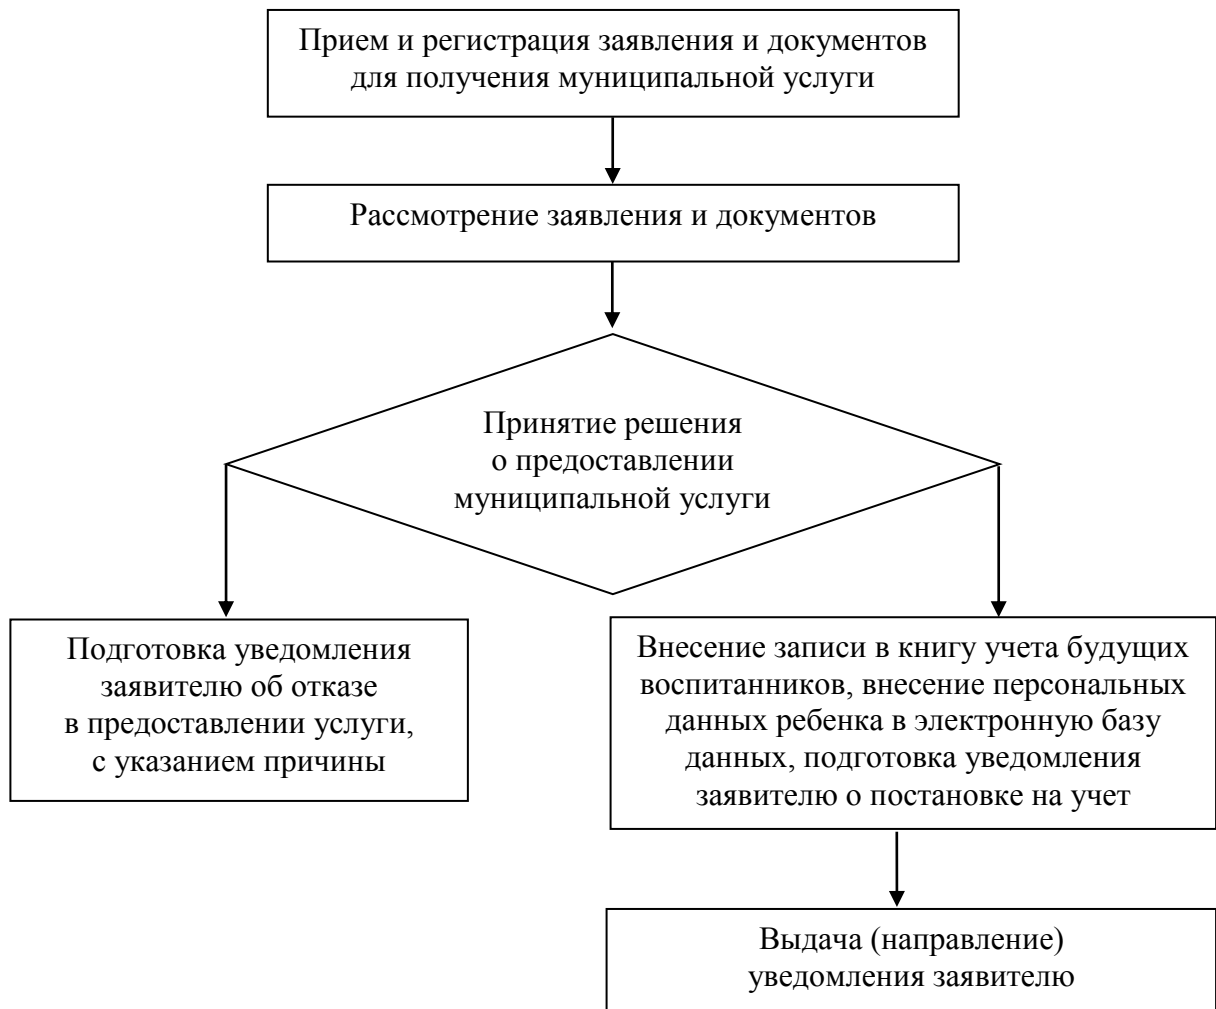 Прием и регистрация заявления и документов
для получения муниципальной услуги
Рассмотрение заявления и документов
Принятие решения
о предоставлении
муниципальной услуги
Подготовка уведомления
заявителю об отказе
в предоставлении услуги,
с указанием причины
Внесение записи в книгу учета будущих
воспитанников, внесение персональных
данных ребенка в электронную базу
данных, подготовка уведомления
заявителю о постановке на учет
Выдача (направление)
уведомления заявителю